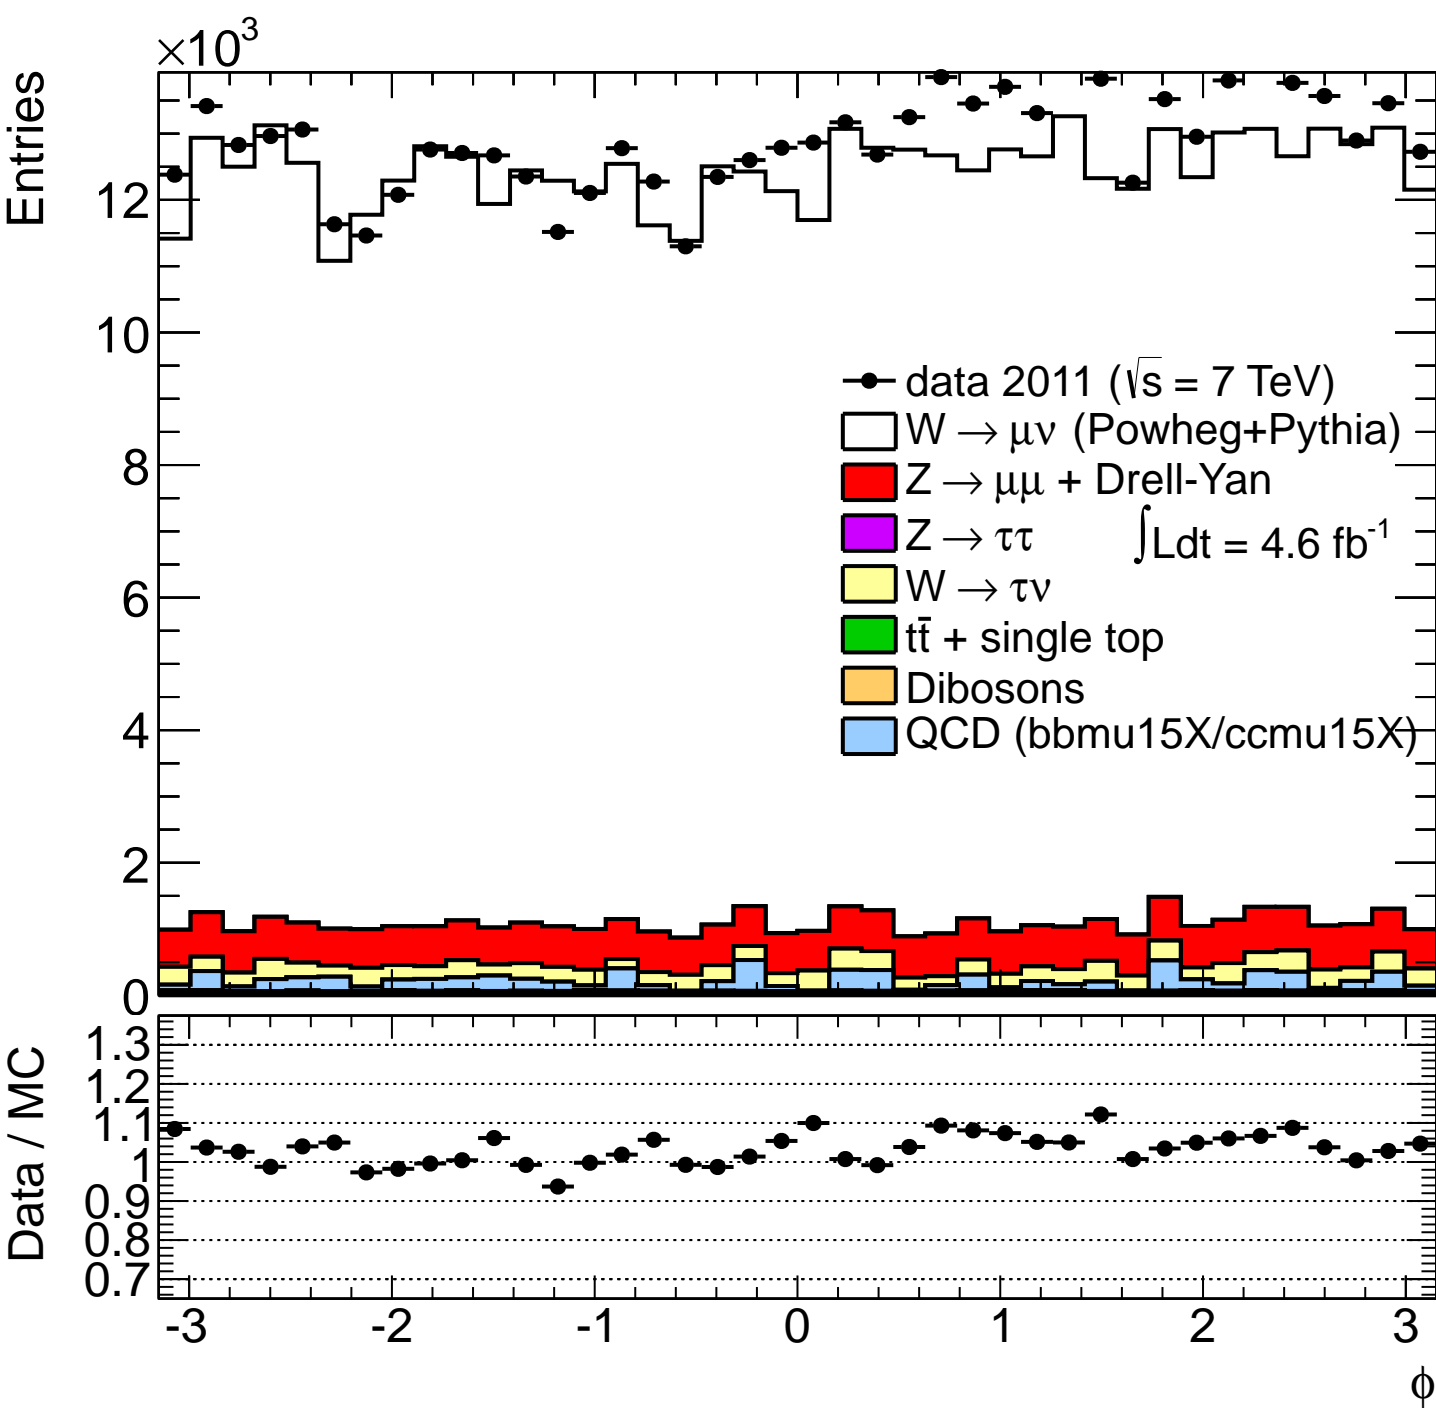 ×10³
Entries
12
10
8
6
4
2
0
data 2011 (√s = 7 TeV)
W → μν (Powheg+Pythia)
Z → μμ + Drell-Yan
Z → ττ
∫Ldt = 4.6 fb⁻¹
W → τν
tt̄ + single top
Dibosons
QCD (bbmu15X/ccmu15X)
Data / MC
1.3
1.2
1.1
1
0.9
0.8
0.7
-3 -2 -1 0 1 2 3
ϕ